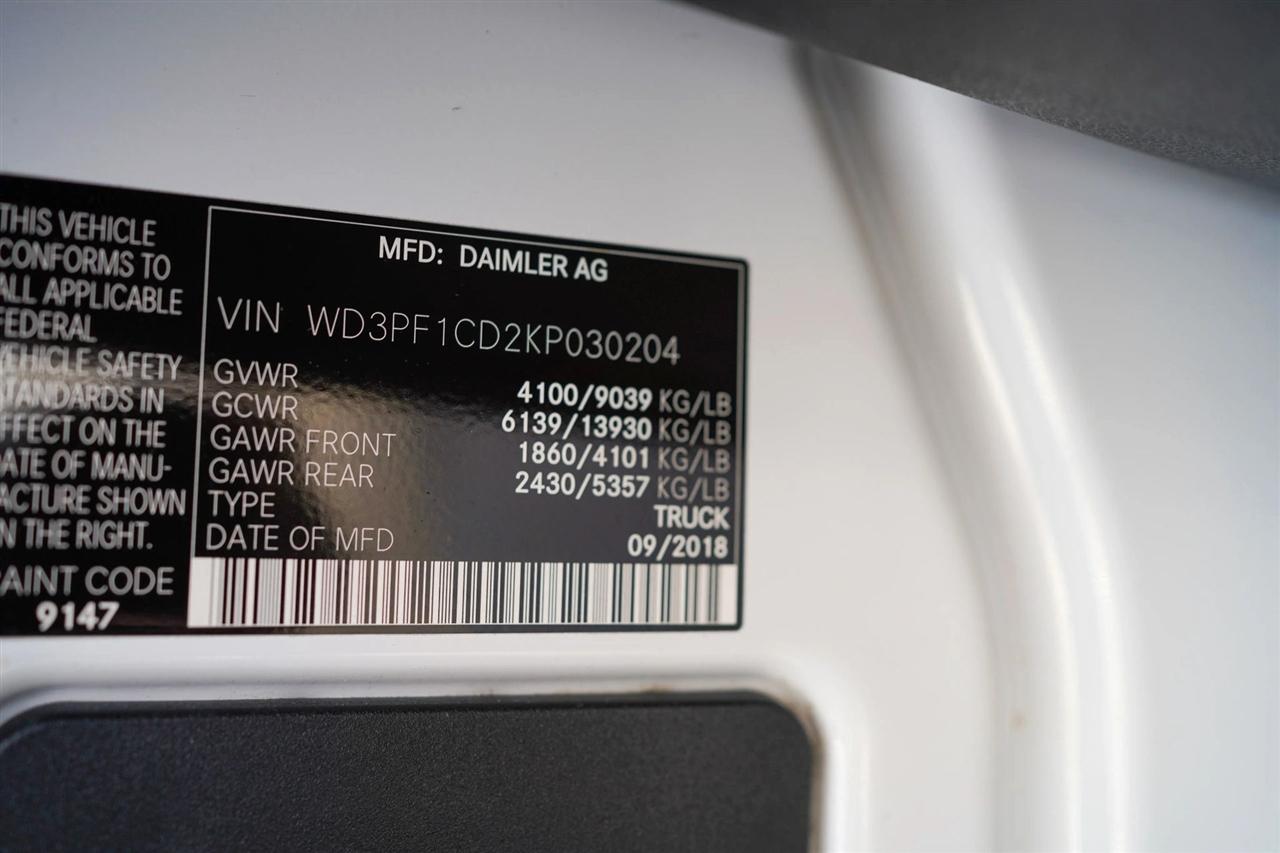 THIS VEHICLE
CONFORMS TO
ALL APPLICABLE
FEDERAL
VEHICLE SAFETY
STANDARDS IN
EFFECT ON THE
DATE OF MANU-
FACTURE SHOWN
ON THE RIGHT.
PAINT CODE
9147
MFD: DAIMLER AG
VIN WD3PF1CD2KP030204
GVWR 4100/9039 KG/LB
GCWR 6139/13930 KG/LB
GAWR FRONT 1860/4101 KG/LB
GAWR REAR 2430/5357 KG/LB
TYPE TRUCK
DATE OF MFD 09/2018